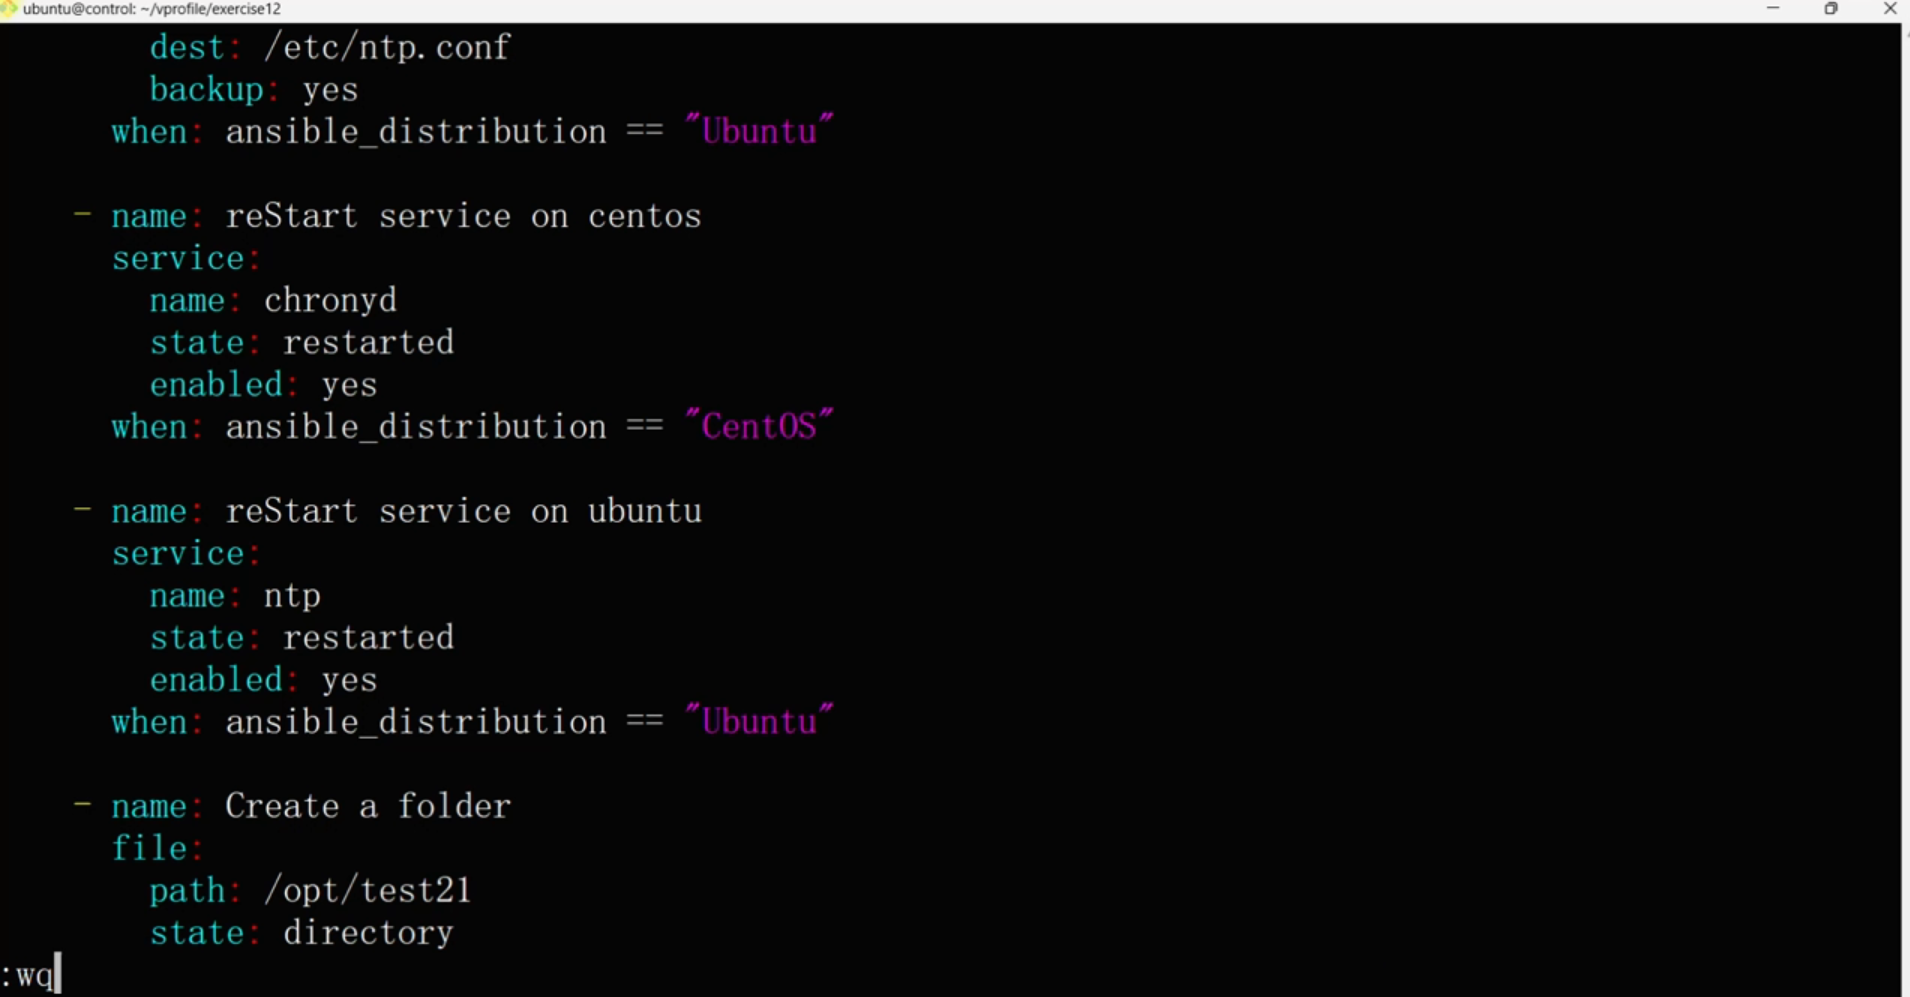 ubuntu@control: ~/vprofile/exercise12
dest: /etc/ntp.conf
backup: yes
when: ansible_distribution == "Ubuntu"
- name: reStart service on centos
service:
name: chronyd
state: restarted
enabled: yes
when: ansible_distribution == "CentOS"
- name: reStart service on ubuntu
service:
name: ntp
state: restarted
enabled: yes
when: ansible_distribution == "Ubuntu"
- name: Create a folder
file:
path: /opt/test21
state: directory
:wq